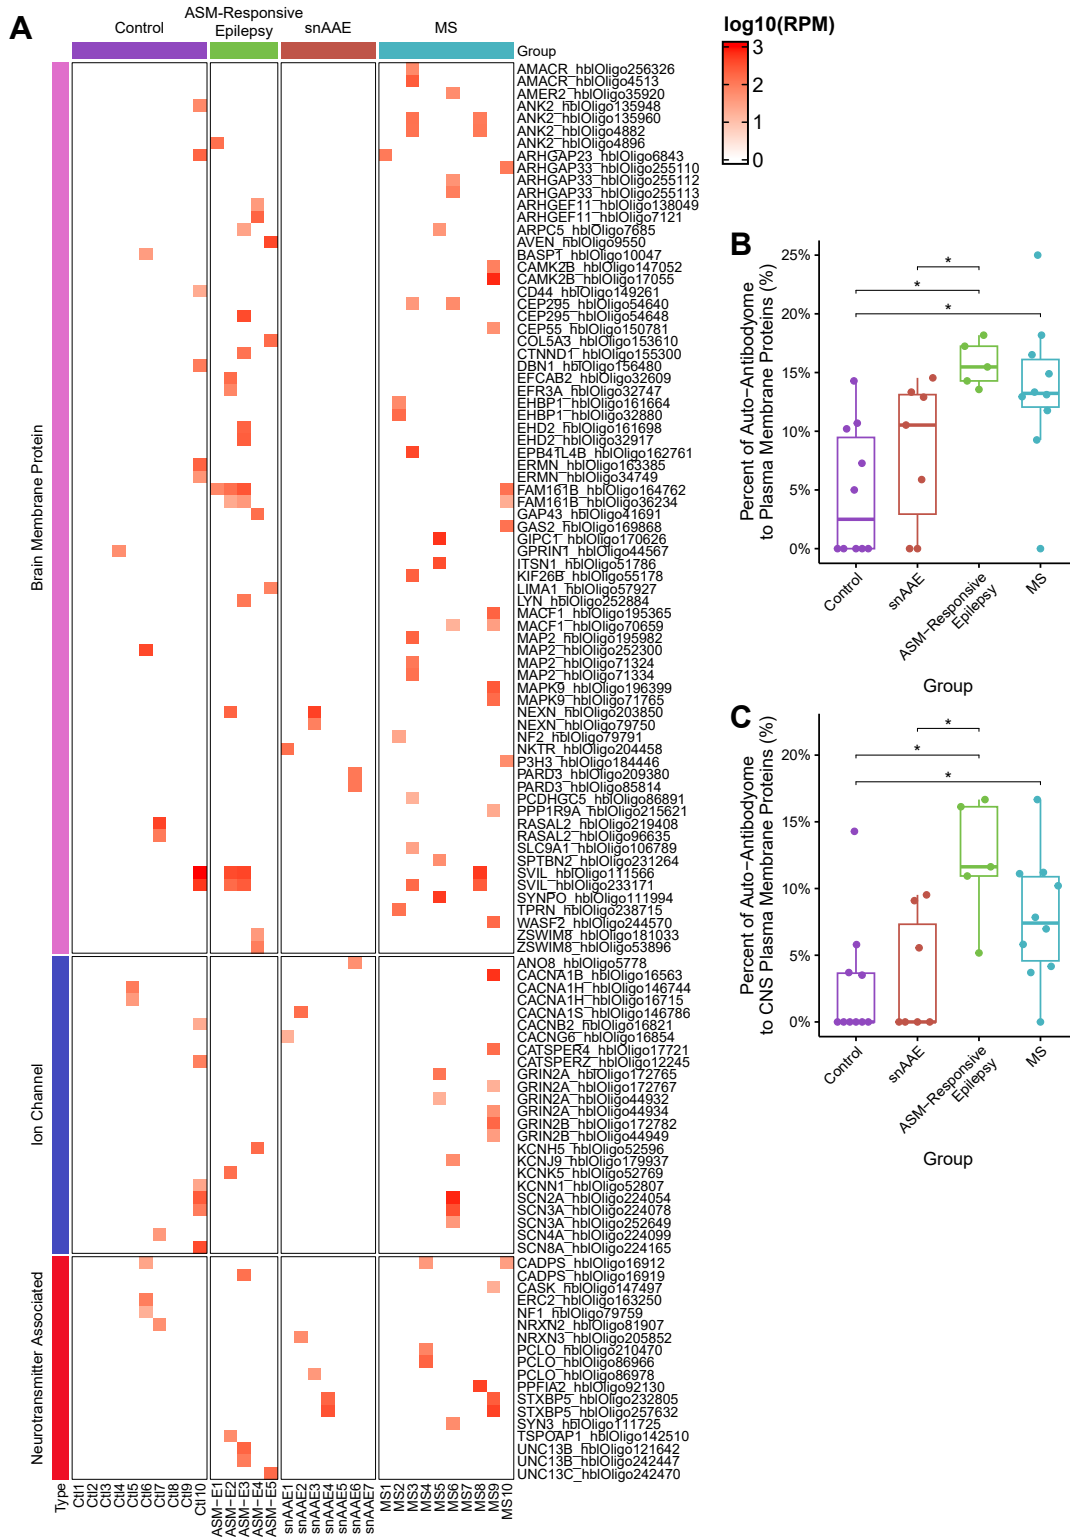 A
Control
ASM-Responsive
Epilepsy
snAAE
MS
Group
Brain Membrane Protein
AMACR_hblOligo256326
AMACR_hblOligo4513
AMER2_hblOligo35920
ANK2_hblOligo135948
ANK2_hblOligo135960
ANK2_hblOligo4882
ANK2_hblOligo4896
ARHGAP23_hblOligo6843
ARHGAP33_hblOligo255110
ARHGAP33_hblOligo255112
ARHGAP33_hblOligo255113
ARHGEF11_hblOligo138049
ARHGEF11_hblOligo7121
ARPC5_hblOligo7685
AVEN_hblOligo9550
BASP1_hblOligo10047
CAMK2B_hblOligo147052
CAMK2B_hblOligo17055
CD44_hblOligo149261
CEP295_hblOligo54640
CEP295_hblOligo54648
CEP55_hblOligo150781
COL5A3_hblOligo153610
CTNND1_hblOligo155300
DBN1_hblOligo156480
EFCAB2_hblOligo32609
EFR3A_hblOligo32747
EHBP1_hblOligo161664
EHBP1_hblOligo32880
EHD2_hblOligo161698
EHD2_hblOligo32917
EPB41L4B_hblOligo162761
ERMN_hblOligo163385
ERMN_hblOligo34749
FAM161B_hblOligo164762
FAM161B_hblOligo36234
GAP43_hblOligo41691
GAS2_hblOligo169868
GIPC1_hblOligo170626
GPRIN1_hblOligo44567
ITSN1_hblOligo51786
KIF26B_hblOligo55178
LIMA1_hblOligo57927
LYN_hblOligo252884
MACF1_hblOligo195365
MACF1_hblOligo70659
MAP2_hblOligo195982
MAP2_hblOligo252300
MAP2_hblOligo71324
MAP2_hblOligo71334
MAPK9_hblOligo196399
MAPK9_hblOligo71765
NEXN_hblOligo203850
NEXN_hblOligo79750
NF2_hblOligo79791
NKTR_hblOligo204458
P3H3_hblOligo184446
PARD3_hblOligo209380
PARD3_hblOligo85814
PCDHGC5_hblOligo86891
PPP1R9A_hblOligo215621
RASAL2_hblOligo219408
RASAL2_hblOligo96635
SLC9A1_hblOligo106789
SPTBN2_hblOligo231264
SVIL_hblOligo111566
SVIL_hblOligo233171
SYNPO_hblOligo111994
TPRN_hblOligo238715
WASF2_hblOligo244570
ZSWIM8_hblOligo181033
ZSWIM8_hblOligo53896
Ion Channel
ANO8_hblOligo5778
CACNA1B_hblOligo16563
CACNA1H_hblOligo146744
CACNA1H_hblOligo16715
CACNA1S_hblOligo146786
CACNB2_hblOligo16821
CACNG6_hblOligo16854
CATSPER4_hblOligo17721
CATSPERZ_hblOligo12245
GRIN2A_hblOligo172765
GRIN2A_hblOligo172767
GRIN2A_hblOligo44932
GRIN2A_hblOligo44934
GRIN2B_hblOligo172782
GRIN2B_hblOligo44949
KCNH5_hblOligo52596
KCNJ9_hblOligo179937
KCNK5_hblOligo52769
KCNN1_hblOligo52807
SCN2A_hblOligo224054
SCN3A_hblOligo224078
SCN3A_hblOligo252649
SCN4A_hblOligo224099
SCN8A_hblOligo224165
Neurotransmitter Associated
CADPS_hblOligo16912
CADPS_hblOligo16919
CASK_hblOligo147497
ERC2_hblOligo163250
NF1_hblOligo79759
NRXN2_hblOligo81907
NRXN3_hblOligo205852
PCLO_hblOligo210470
PCLO_hblOligo86966
PCLO_hblOligo86978
PPFIA2_hblOligo92130
STXBP5_hblOligo232805
STXBP5_hblOligo257632
SYN3_hblOligo111725
TSPOAP1_hblOligo142510
UNC13B_hblOligo121642
UNC13B_hblOligo242447
UNC13C_hblOligo242470
Type
Ctl1
Ctl2
Ctl3
Ctl4
Ctl5
Ctl6
Ctl7
Ctl8
Ctl9
Ctl10
ASM-E1
ASM-E2
ASM-E3
ASM-E4
ASM-E5
snAAE1
snAAE2
snAAE3
snAAE4
snAAE5
snAAE6
snAAE7
MS1
MS2
MS3
MS4
MS5
MS6
MS7
MS8
MS9
MS10
log10(RPM)
3
2
1
0
B
Percent of Auto−Antibodyome
to Plasma Membrane Proteins (%)
25%
20%
15%
10%
5%
0%
*
*
*
Control
snAAE
ASM−Responsive
Epilepsy
MS
Group
C
Percent of Auto−Antibodyome
to CNS Plasma Membrane Proteins (%)
20%
15%
10%
5%
0%
*
*
*
Control
snAAE
ASM−Responsive
Epilepsy
MS
Group